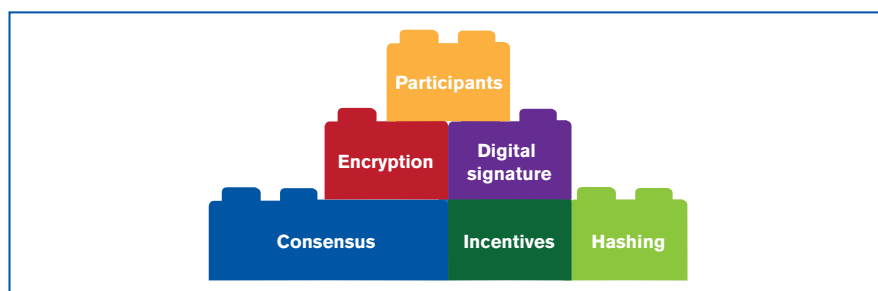 Participants
Encryption
Digital
signature
Consensus
Incentives
Hashing